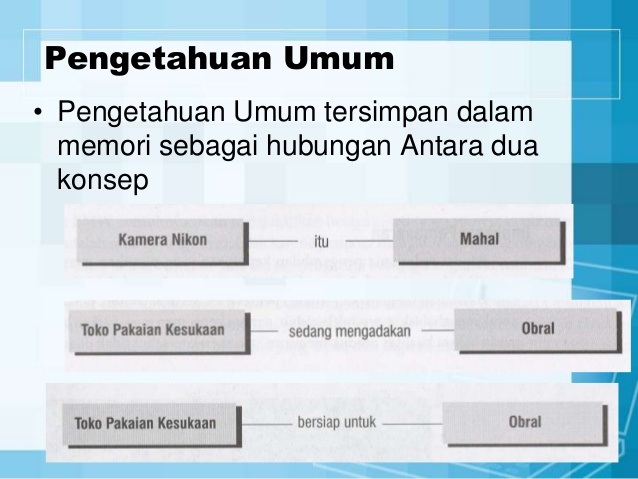 Pengetahuan Umum
• Pengetahuan Umum tersimpan dalam
memori sebagai hubungan Antara dua
konsep
Kamera Nikon itu Mahal
Toko Pakaian Kesukaan sedang mengadakan Obral
Toko Pakaian Kesukaan bersiap untuk Obral